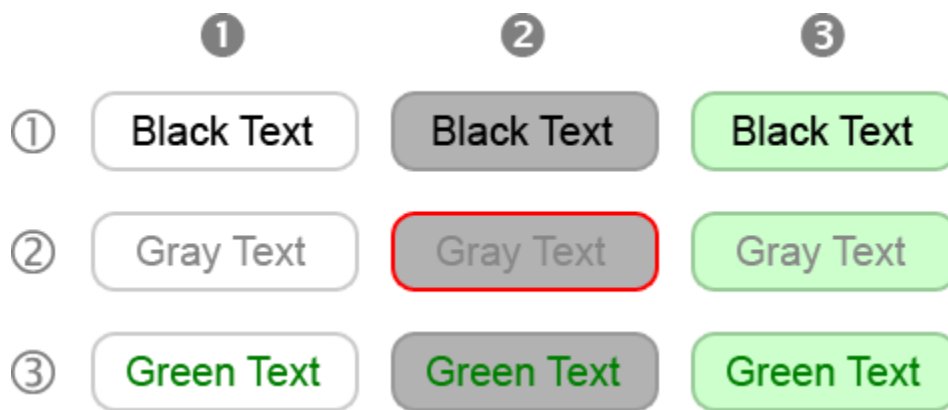 ❶ ❷ ❸
① Black Text Black Text Black Text
② Gray Text Gray Text Gray Text
③ Green Text Green Text Green Text